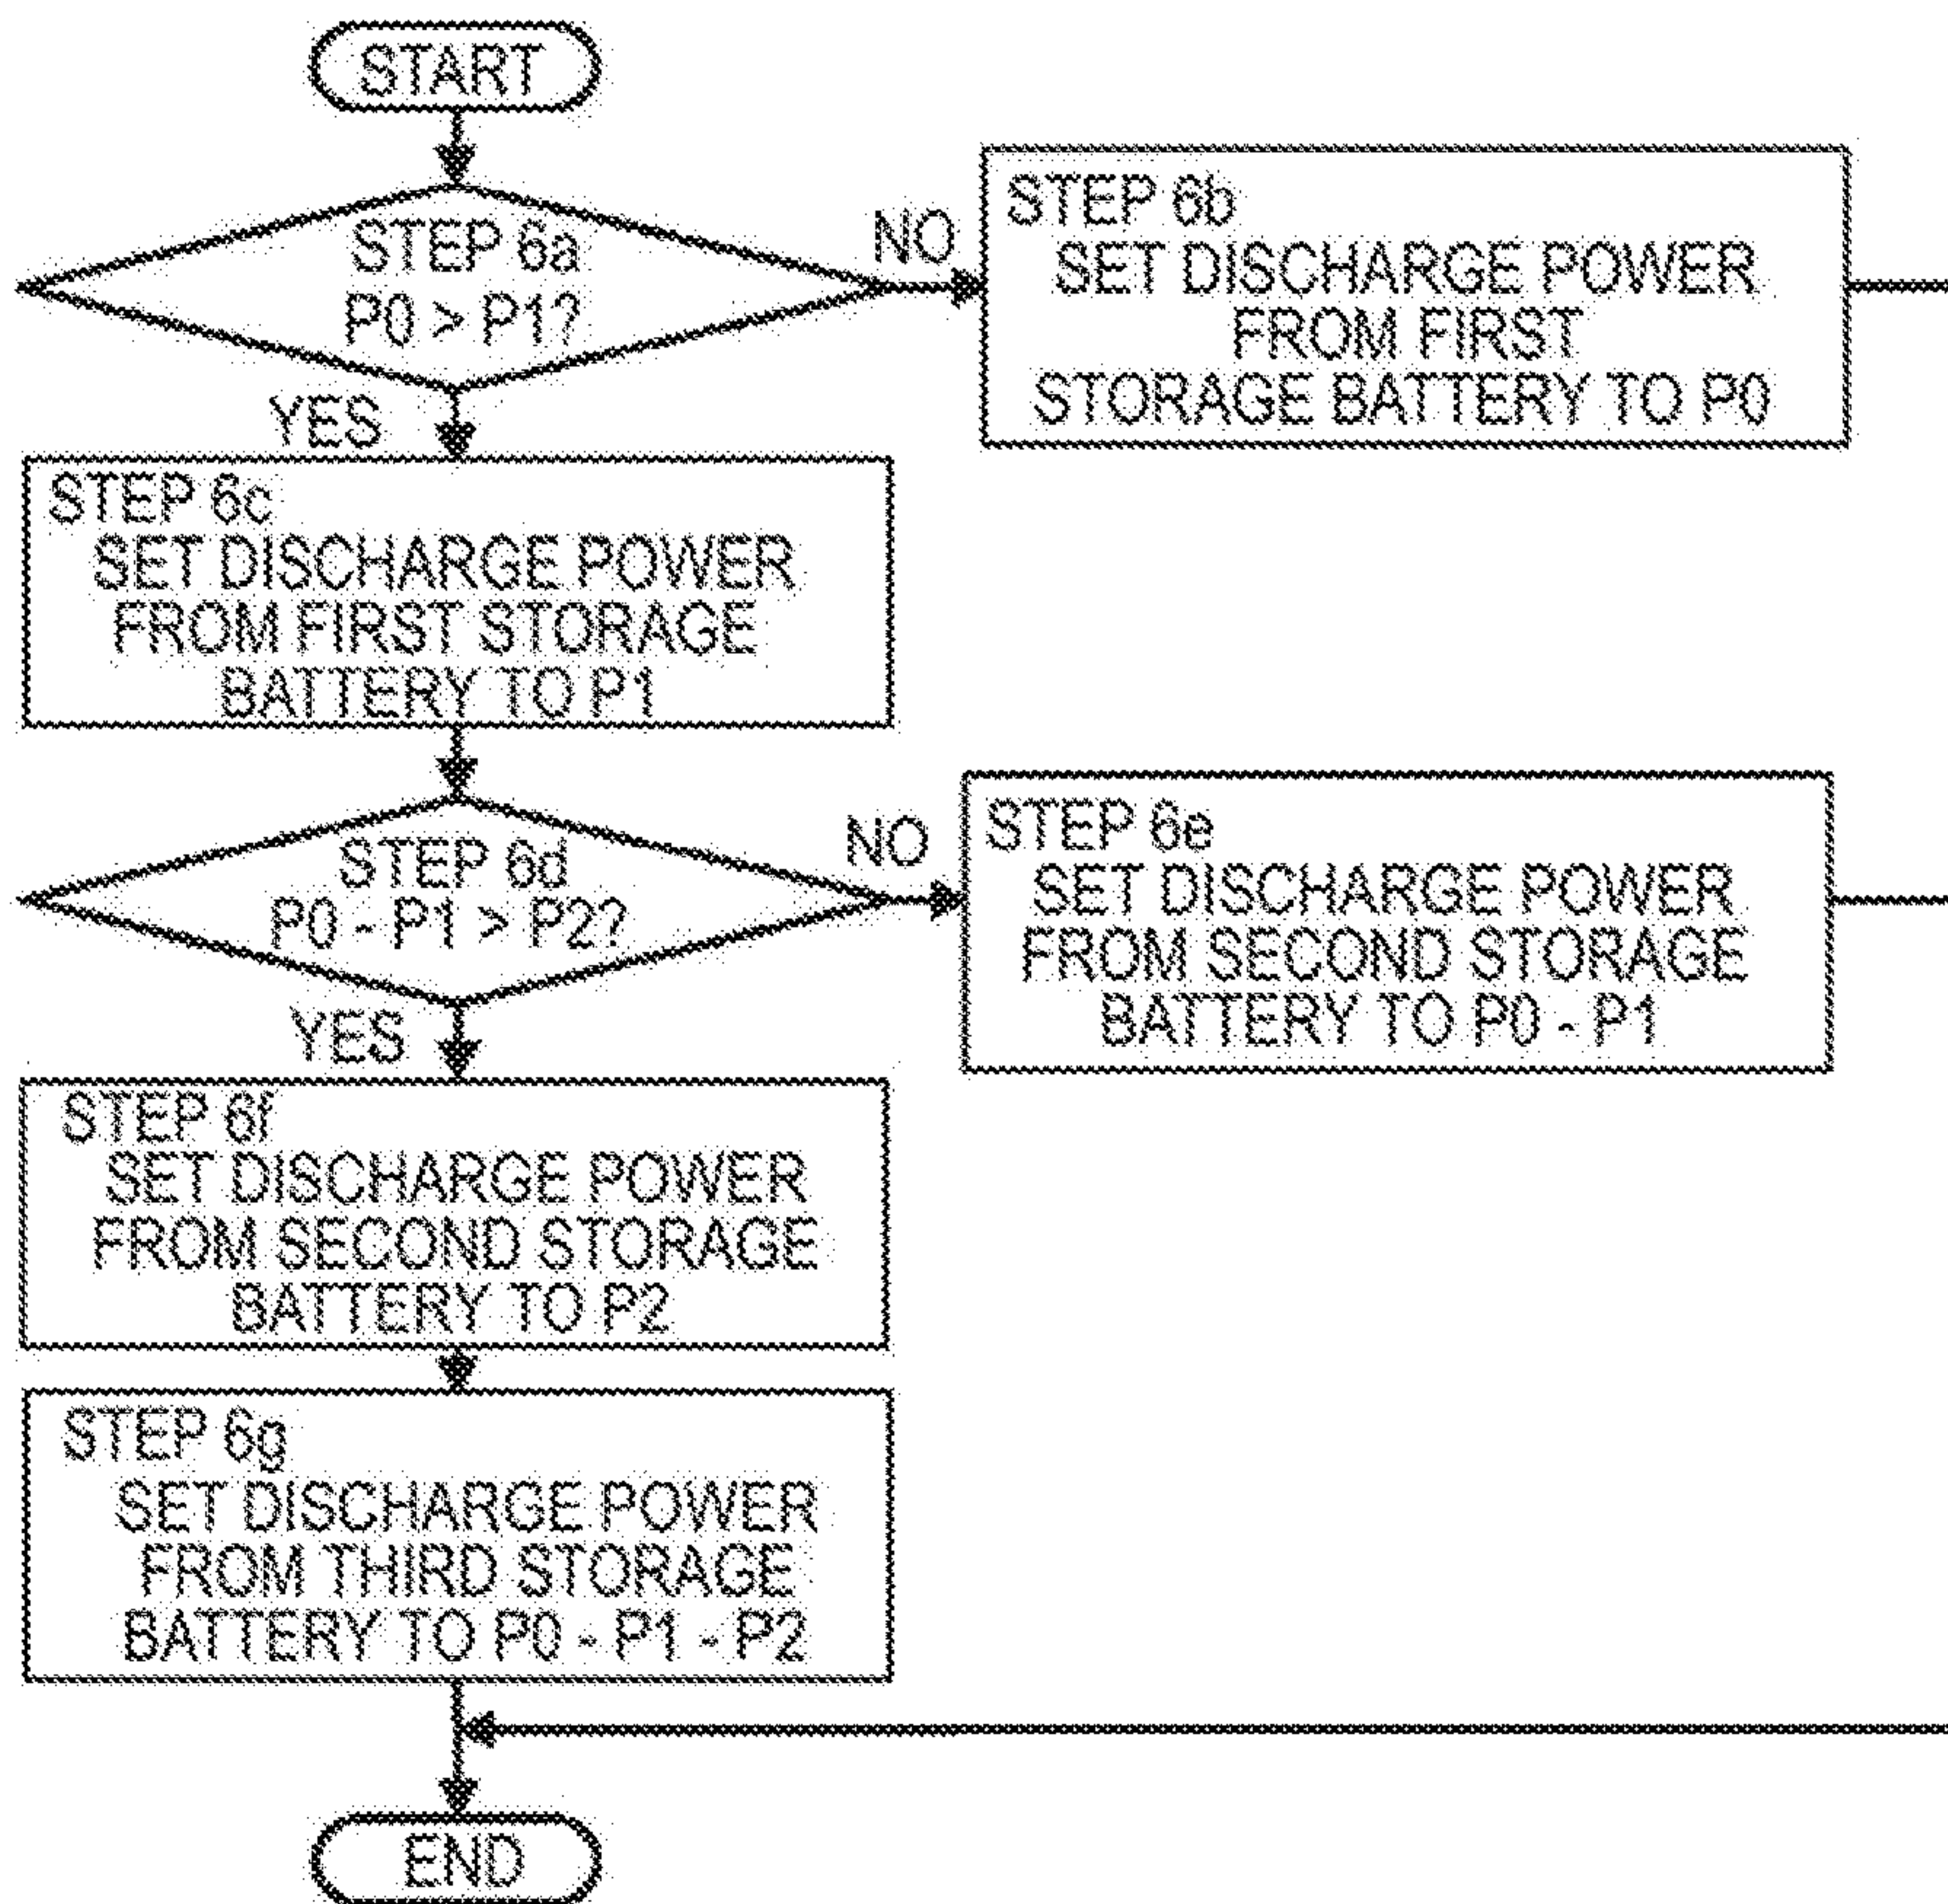 START
STEP 6a
P0 > P1?
NO
STEP 6b
SET DISCHARGE POWER
FROM FIRST
STORAGE BATTERY TO P0
YES
STEP 6c
SET DISCHARGE POWER
FROM FIRST STORAGE
BATTERY TO P1
STEP 6d
P0 - P1 > P2?
NO
STEP 6e
SET DISCHARGE POWER
FROM SECOND STORAGE
BATTERY TO P0 - P1
YES
STEP 6f
SET DISCHARGE POWER
FROM SECOND STORAGE
BATTERY TO P2
STEP 6g
SET DISCHARGE POWER
FROM THIRD STORAGE
BATTERY TO P0 - P1 - P2
END